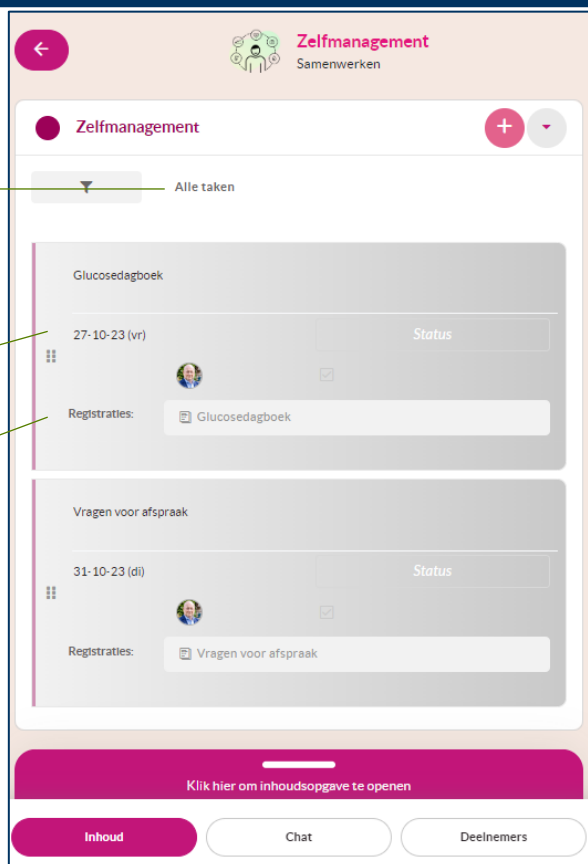 Zelfmanagement
Samenwerken
Zelfmanagement
Alle taken
Glucosedagboek
27-10-23 (vr)
Status
Registraties:
Glucosedagboek
Vragen voor afspraak
31-10-23 (di)
Status
Registraties:
Vragen voor afspraak
Klik hier om inhoudsopgave te openen
Inhoud
Chat
Deelnemers